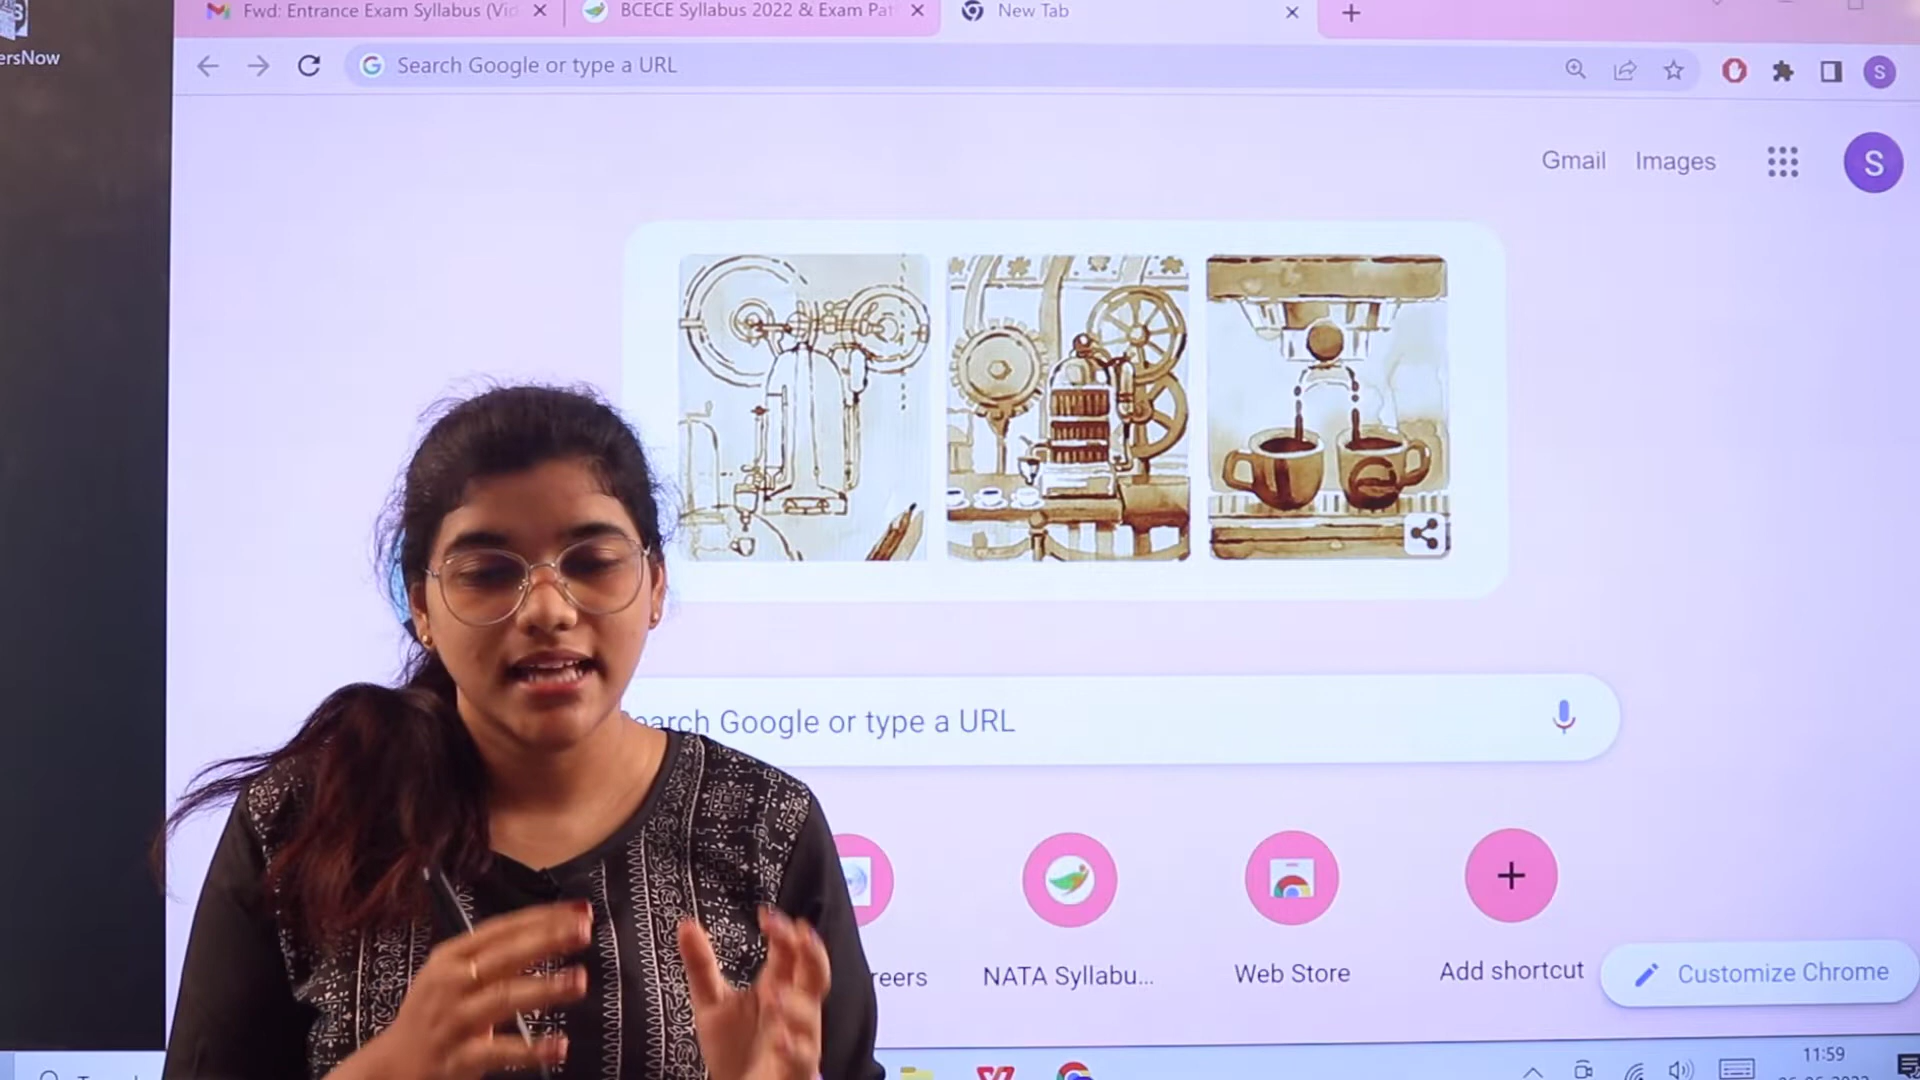 ersNow
Fwd: Entrance Exam Syllabus (Vid
BCECE Syllabus 2022 & Exam Pat
New Tab
Search Google or type a URL
S
Gmail
Images
S
earch Google or type a URL
reers
NATA Syllabu...
Web Store
Add shortcut
Customize Chrome
11:59